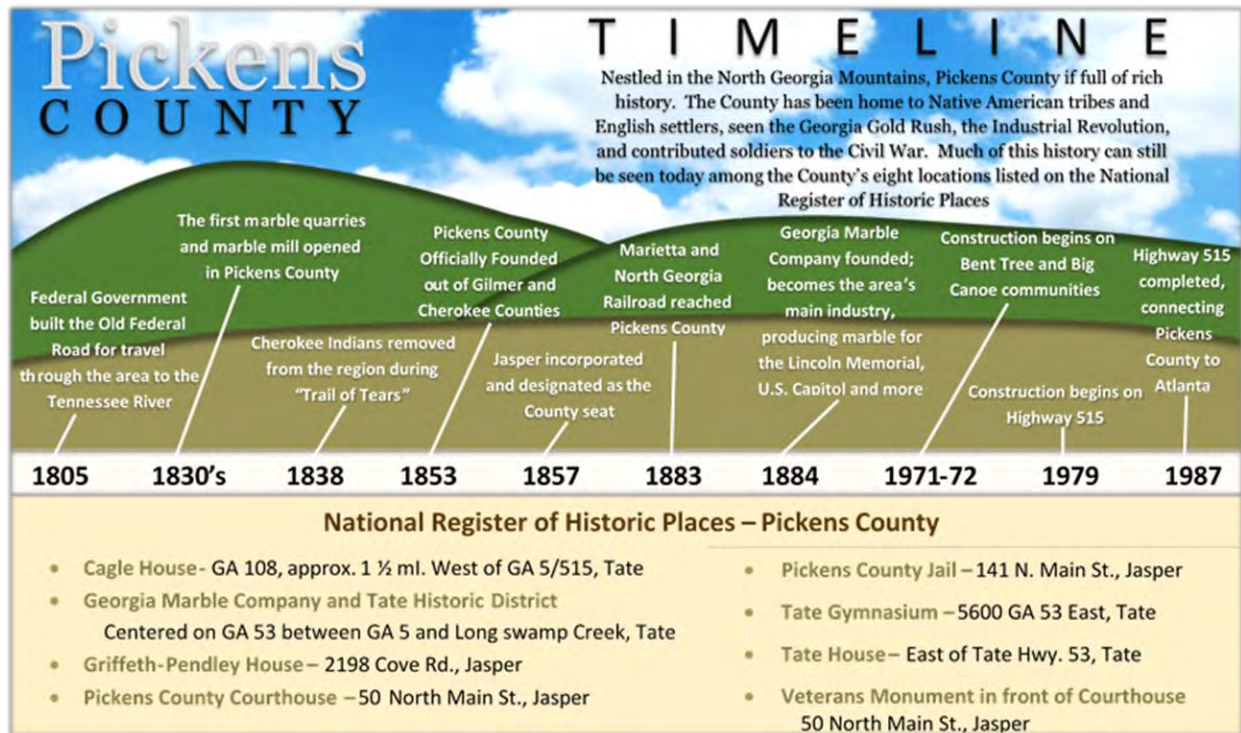 Pickens
COUNTY
TIMELINE
Nestled in the North Georgia Mountains, Pickens County if full of rich
history. The County has been home to Native American tribes and
English settlers, seen the Georgia Gold Rush, the Industrial Revolution,
and contributed soldiers to the Civil War. Much of this history can still
be seen today among the County's eight locations listed on the National
Register of Historic Places
Federal Government
built the Old Federal
Road for travel
through the area to the
Tennessee River
The first marble quarries
and marble mill opened
in Pickens County
Cherokee Indians removed
from the region during
"Trail of Tears"
Pickens County
Officially Founded
out of Gilmer and
Cherokee Counties
Jasper incorporated
and designated as the
County seat
Marietta and
North Georgia
Railroad reached
Pickens County
Georgia Marble
Company founded;
becomes the area's
main industry,
producing marble for
the Lincoln Memorial,
U.S. Capitol and more
Construction begins on
Bent Tree and Big
Canoe communities
Construction begins on
Highway 515
Highway 515
completed,
connecting
Pickens
County to
Atlanta
1805 1830's 1838 1853 1857 1883 1884 1971-72 1979 1987
National Register of Historic Places – Pickens County
• Cagle House- GA 108, approx. 1 ½ ml. West of GA 5/515, Tate
• Georgia Marble Company and Tate Historic District
Centered on GA 53 between GA 5 and Long swamp Creek, Tate
• Griffeth-Pendley House – 2198 Cove Rd., Jasper
• Pickens County Courthouse – 50 North Main St., Jasper
• Pickens County Jail – 141 N. Main St., Jasper
• Tate Gymnasium – 5600 GA 53 East, Tate
• Tate House – East of Tate Hwy. 53, Tate
• Veterans Monument in front of Courthouse
50 North Main St., Jasper